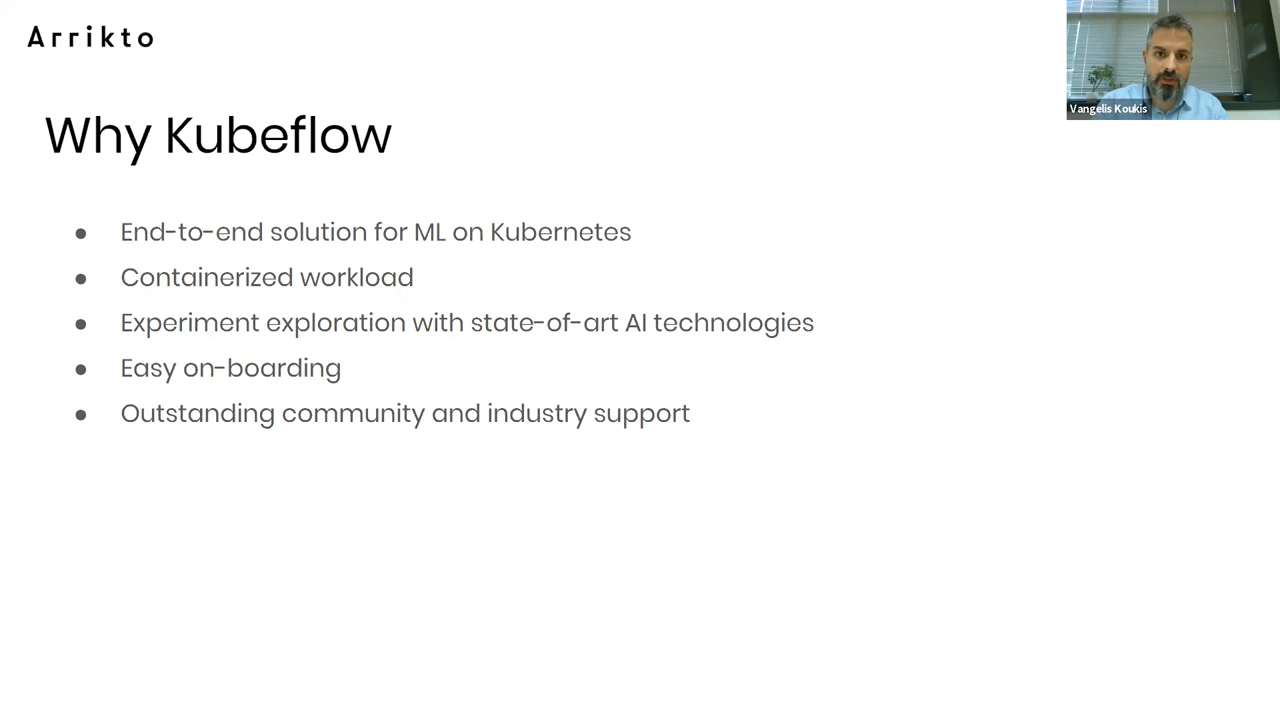 Arrikto
Vangelis Koukis
Why Kubeflow
● End-to-end solution for ML on Kubernetes
● Containerized workload
● Experiment exploration with state-of-art AI technologies
● Easy on-boarding
● Outstanding community and industry support